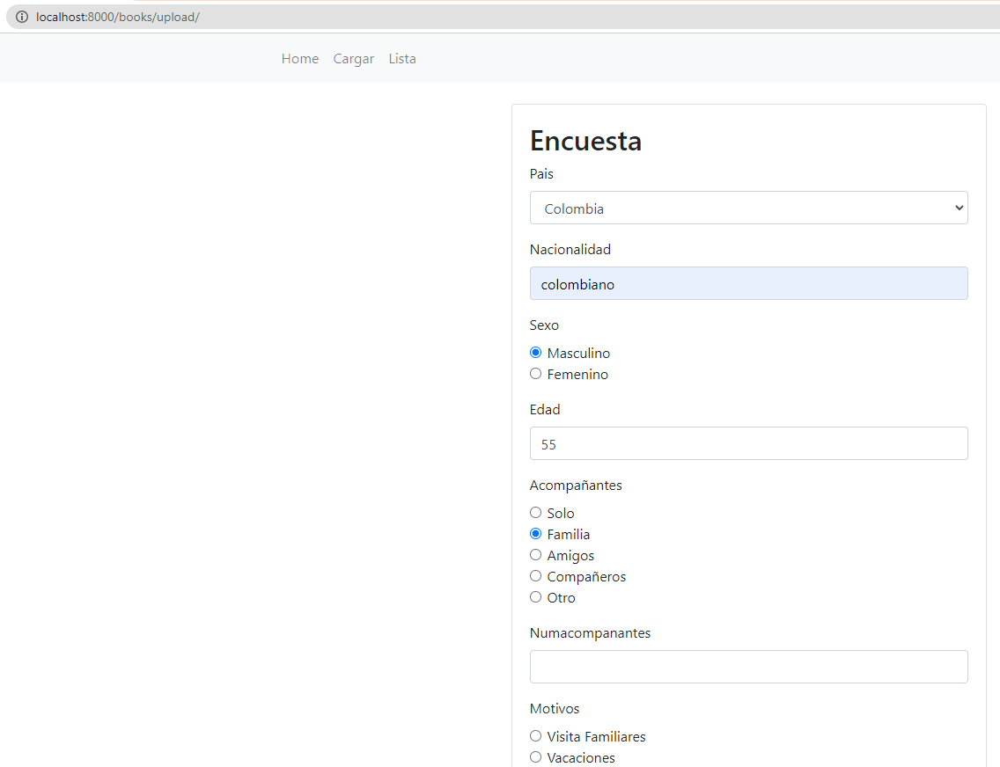 localhost:8000/books/upload/
Home Cargar Lista
Encuesta
Pais
Colombia
Nacionalidad
colombiano
Sexo
Masculino
Femenino
Edad
55
Acompañantes
Solo
Familia
Amigos
Compañeros
Otro
Numacompanantes
Motivos
Visita Familiares
Vacaciones